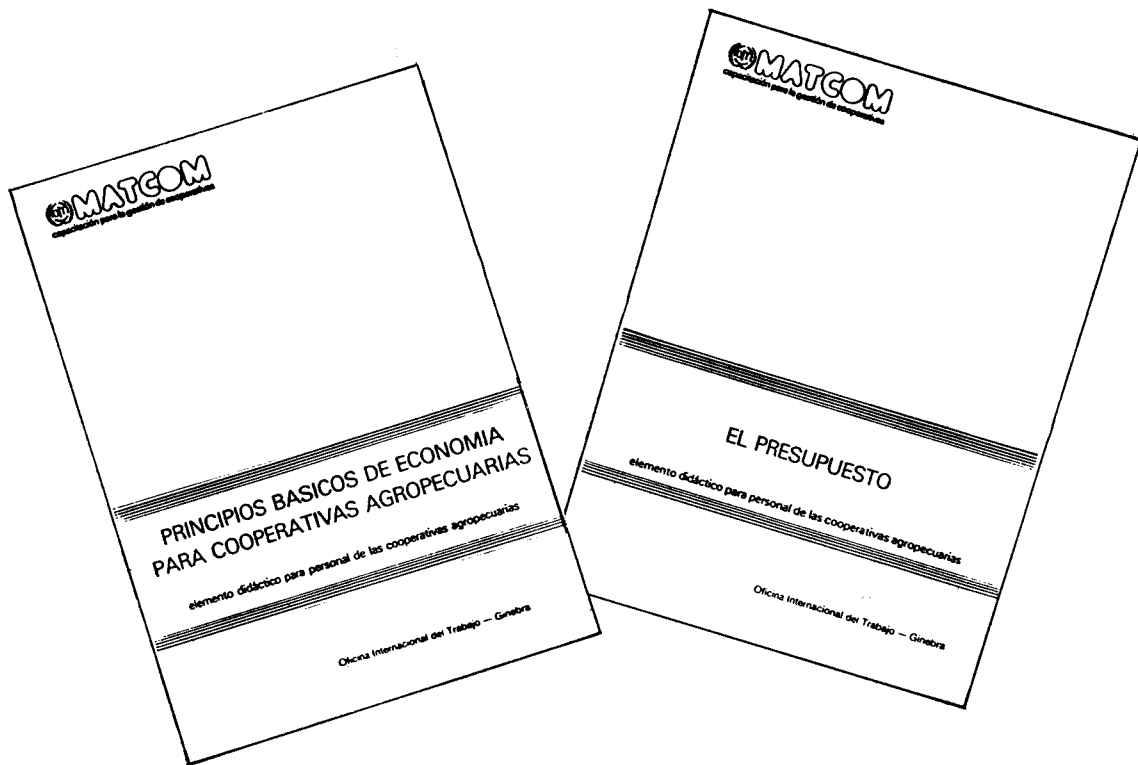 MATCOM
capacitación para la gestión de cooperativas
PRINCIPIOS BASICOS DE ECONOMIA
PARA COOPERATIVAS AGROPECUARIAS
elemento didáctico para personal de las cooperativas agropecuarias
Oficina Internacional del Trabajo — Ginebra
MATCOM
capacitación para la gestión de cooperativas
EL PRESUPUESTO
elemento didáctico para personal de las cooperativas agropecuarias
Oficina Internacional del Trabajo — Ginebra